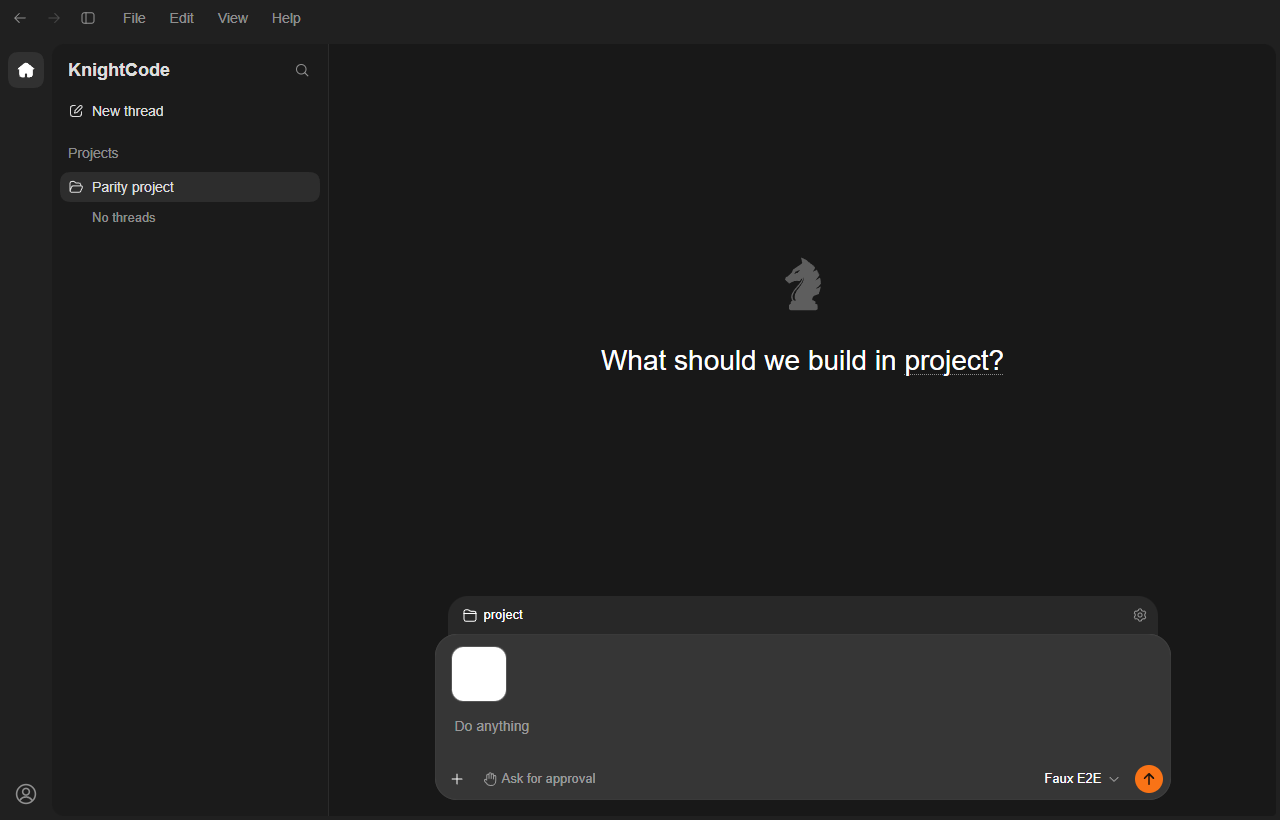 File Edit View Help
KnightCode
New thread
Projects
Parity project
No threads
What should we build in project?
project
Do anything
Ask for approval
Faux E2E